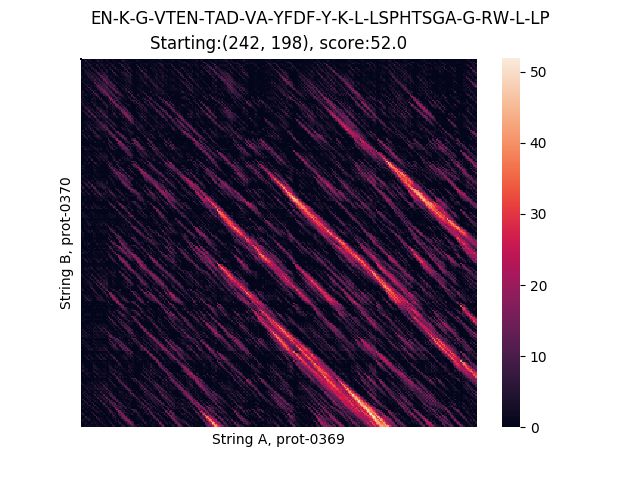 EN-K-G-VTEN-TAD-VA-YFDF-Y-K-L-LSPHTSGA-G-RW-L-LP
Starting:(242, 198), score:52.0
50
40
30
20
10
0
String B, prot-0370
String A, prot-0369